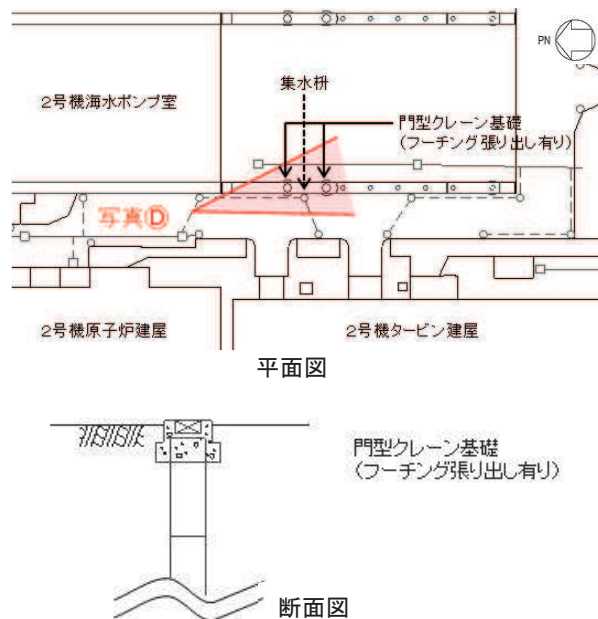 PN
2号機海水ポンプ室
集水枡
門型クレーン基礎
(フーチング張り出し有り)
写真Ⓓ
2号機原子炉建屋
2号機タービン建屋
平面図
門型クレーン基礎
(フーチング張り出し有り)
断面図